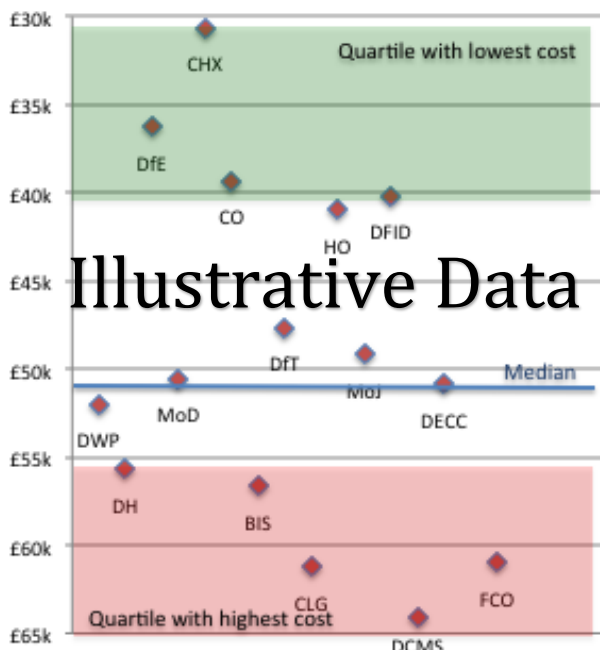 £30k
Quartile with lowest cost
CHX
£35k
DfE
£40k
CO
DFID
HO
£45k
Illustrative Data
DfT
£50k
Median
MoJ
MoD
DECC
DWP
£55k
DH
BIS
£60k
FCO
CLG
Quartile with highest cost
£65k
DCMS